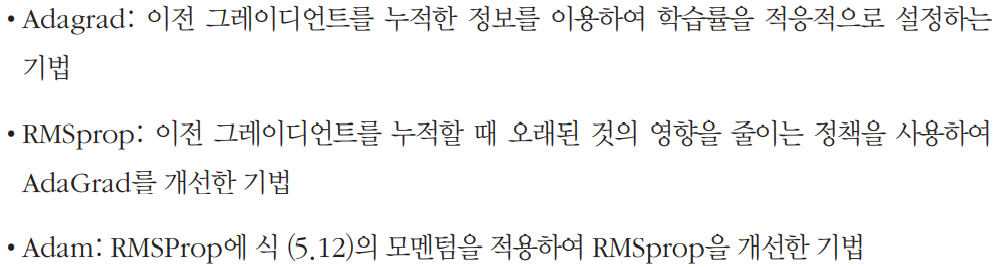 • Adagrad: 이전 그레이디언트를 누적한 정보를 이용하여 학습률을 적응적으로 설정하는
기법
• RMSprop: 이전 그레이디언트를 누적할 때 오래된 것의 영향을 줄이는 정책을 사용하여
AdaGrad를 개선한 기법
• Adam: RMSProp에 식 (5.12)의 모멘텀을 적용하여 RMSprop을 개선한 기법